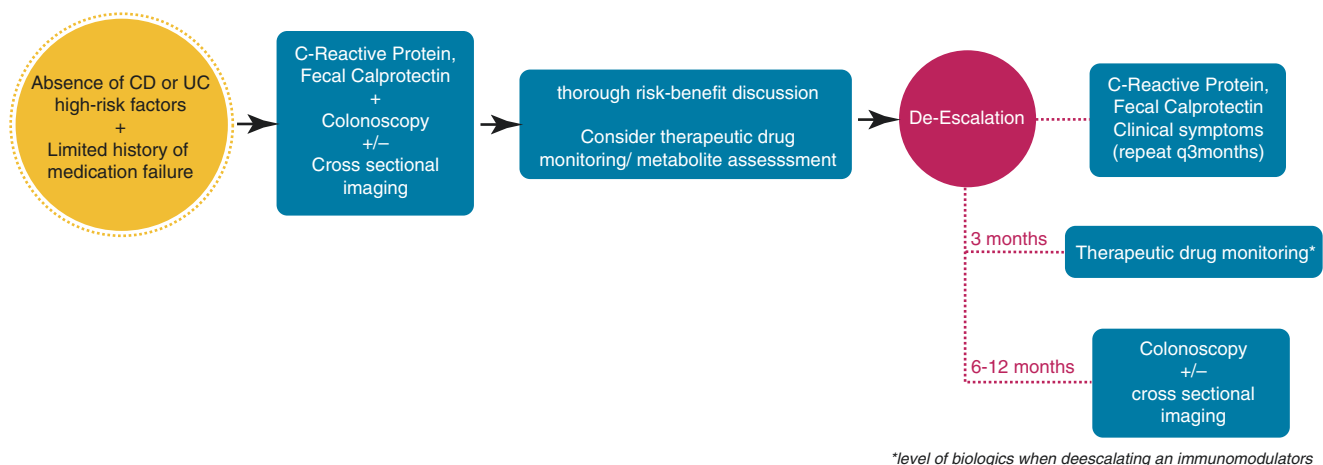 Absence of CD or UC
high-risk factors
+
Limited history of
medication failure
C-Reactive Protein,
Fecal Calprotectin
+
Colonoscopy
+/–
Cross sectional
imaging
thorough risk-benefit discussion
Consider therapeutic drug
monitoring/ metabolite assesssment
De-Escalation
C-Reactive Protein,
Fecal Calprotectin
Clinical symptoms
(repeat q3months)
3 months
Therapeutic drug monitoring*
6-12 months
Colonoscopy
+/–
cross sectional
imaging
*level of biologics when deescalating an immunomodulators